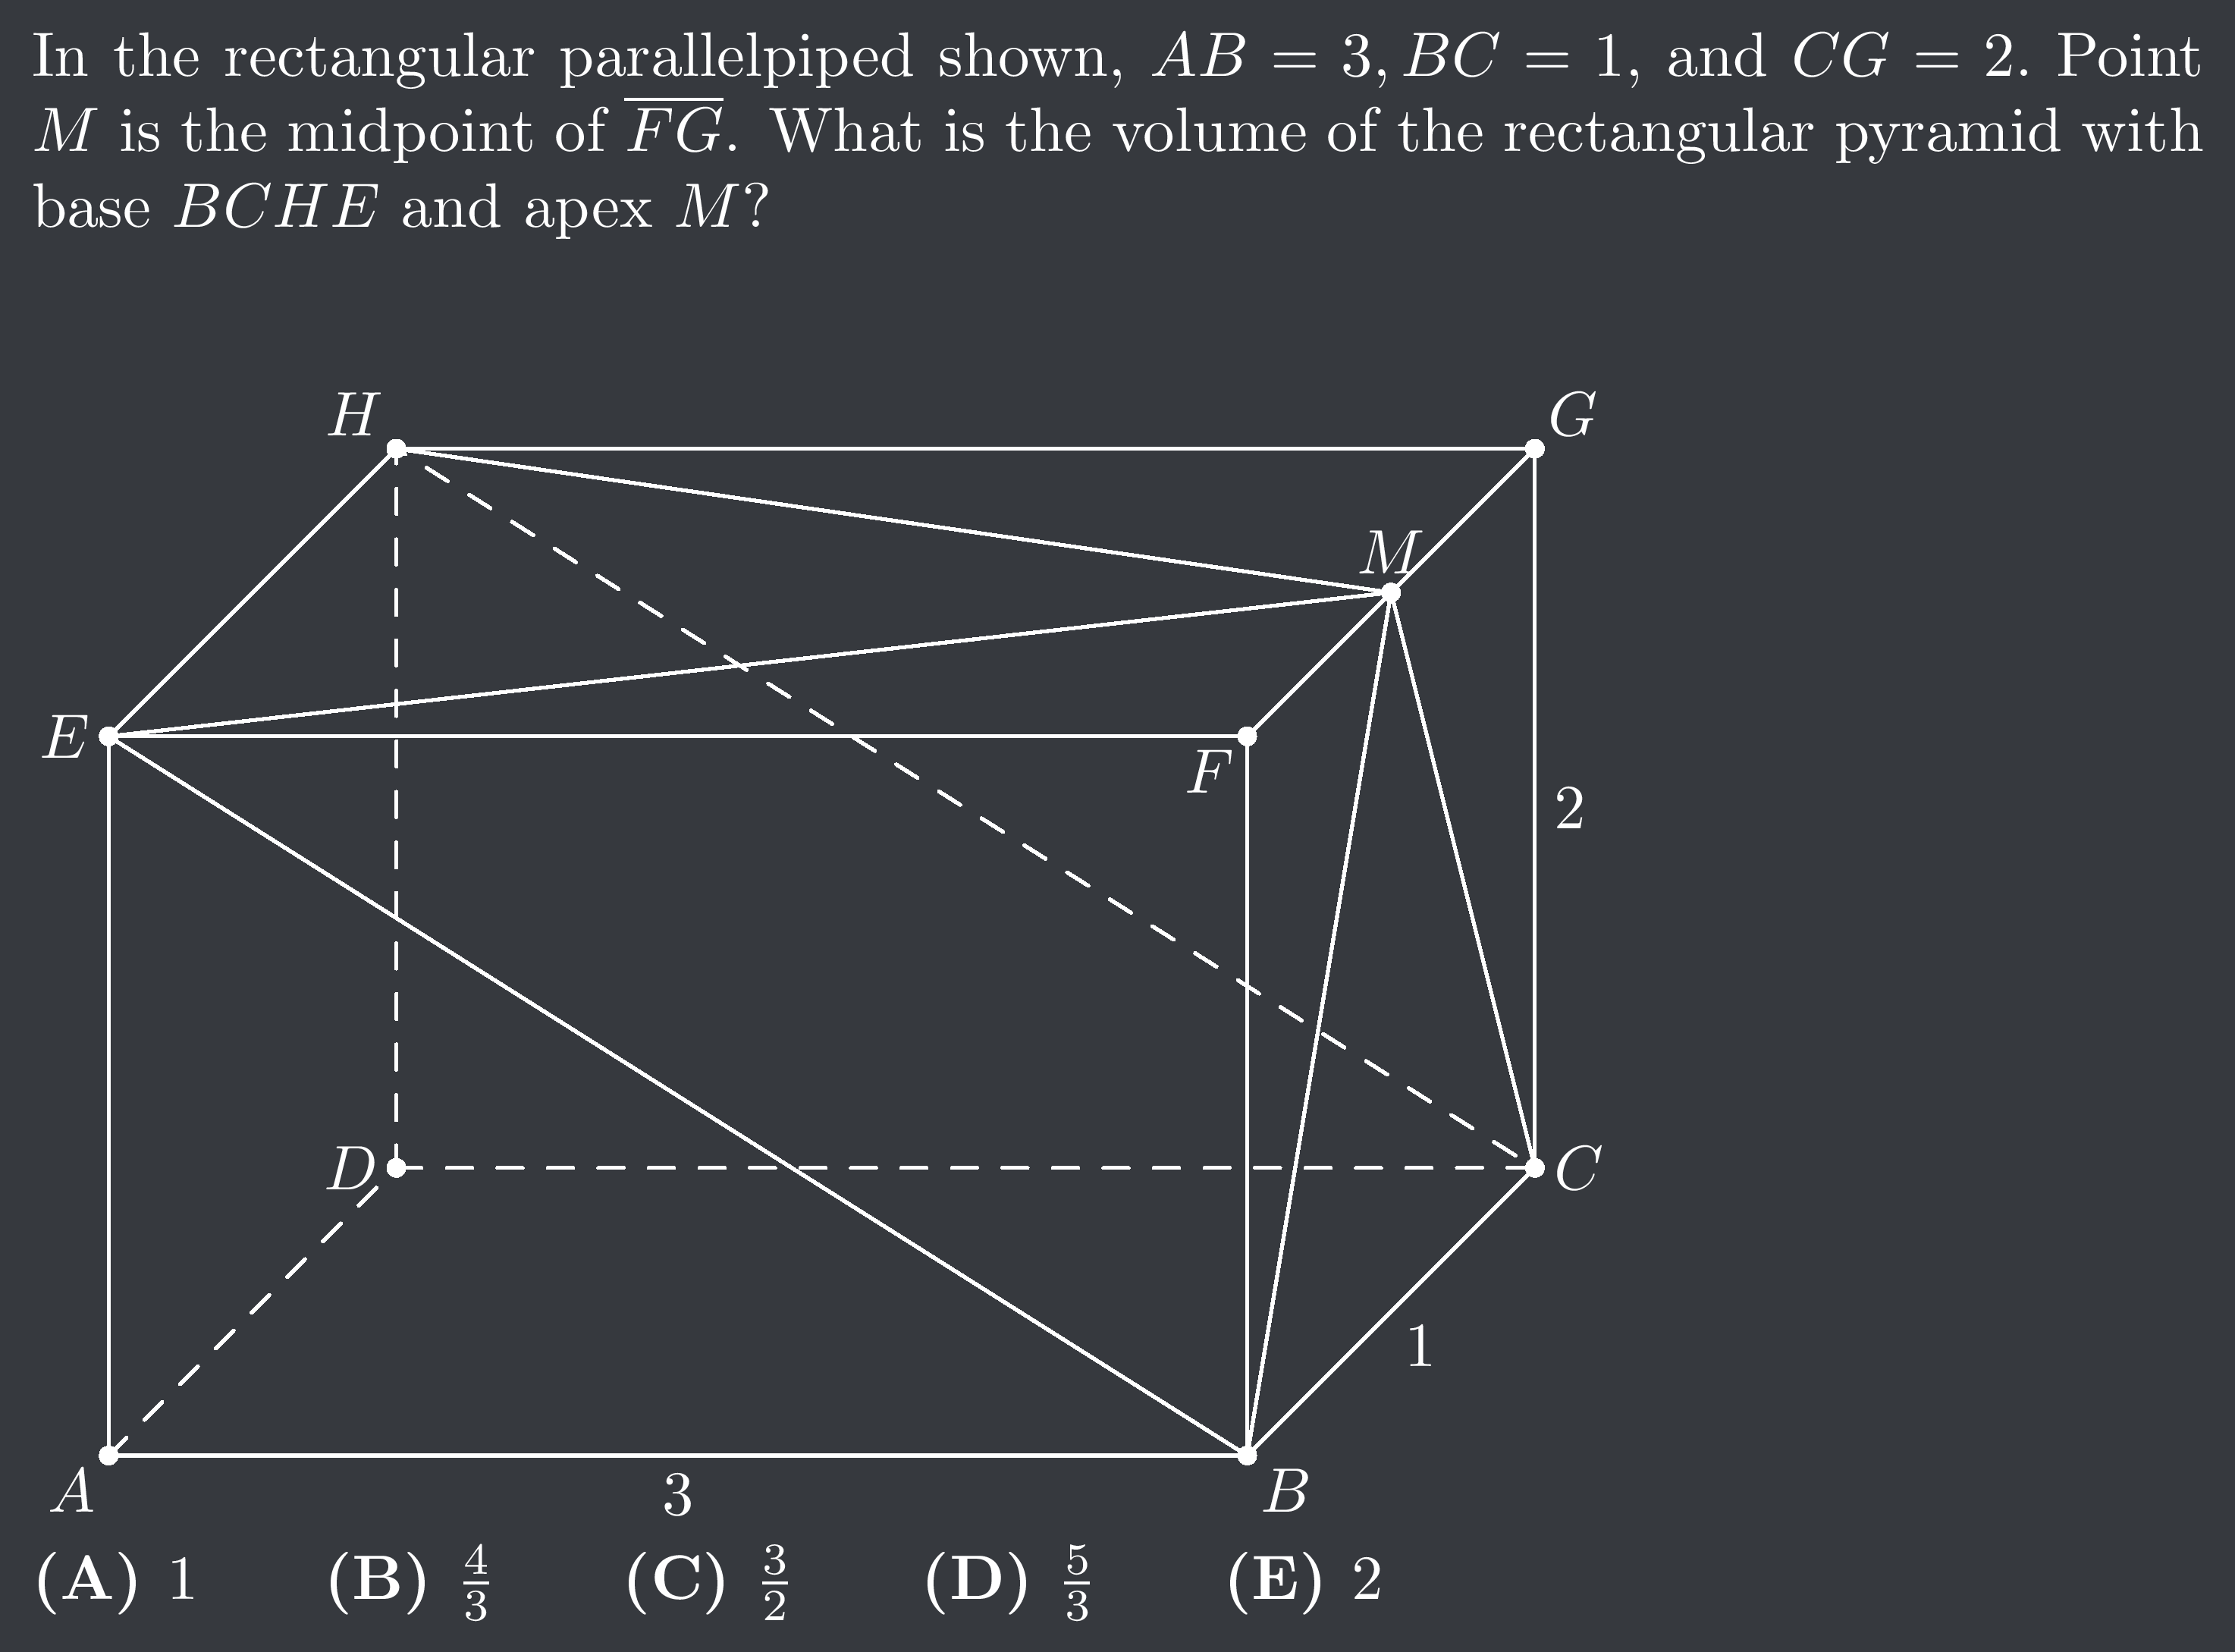 In the rectangular parallelelpiped shown, $AB = 3, BC = 1$, and $CG = 2$. Point
$M$ is the midpoint of $\overline{FG}$. What is the volume of the rectangular pyramid with
base $BCHE$ and apex $M$?
H
G
M
E
F
2
D
C
1
A
3
B
(A) 1 (B) $\frac{4}{3}$ (C) $\frac{3}{2}$ (D) $\frac{5}{3}$ (E) 2